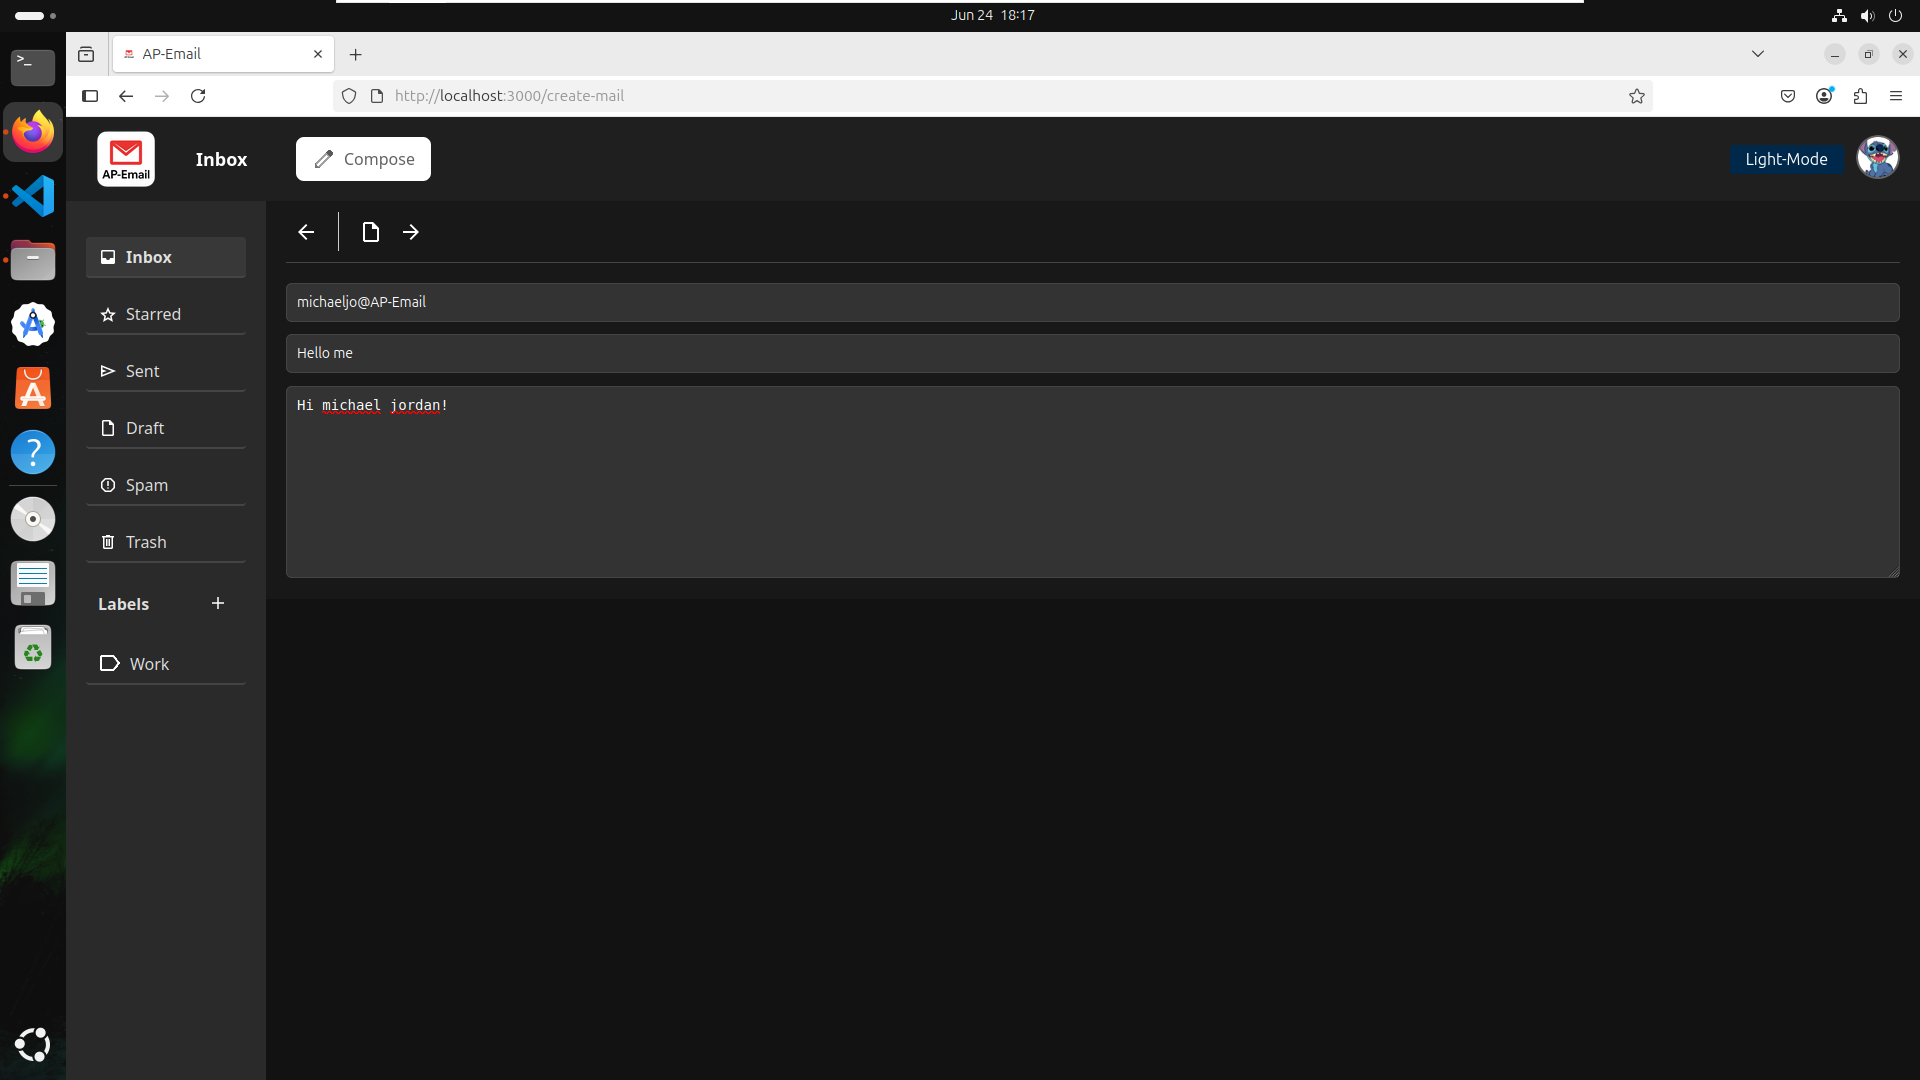 Jun 24 18:17
AP-Email
http://localhost:3000/create-mail
AP-Email
Inbox
Compose
Light-Mode
Inbox
Starred
Sent
Draft
Spam
Trash
Labels
Work
michaeljo@AP-Email
Hello me
Hi michael jordan!